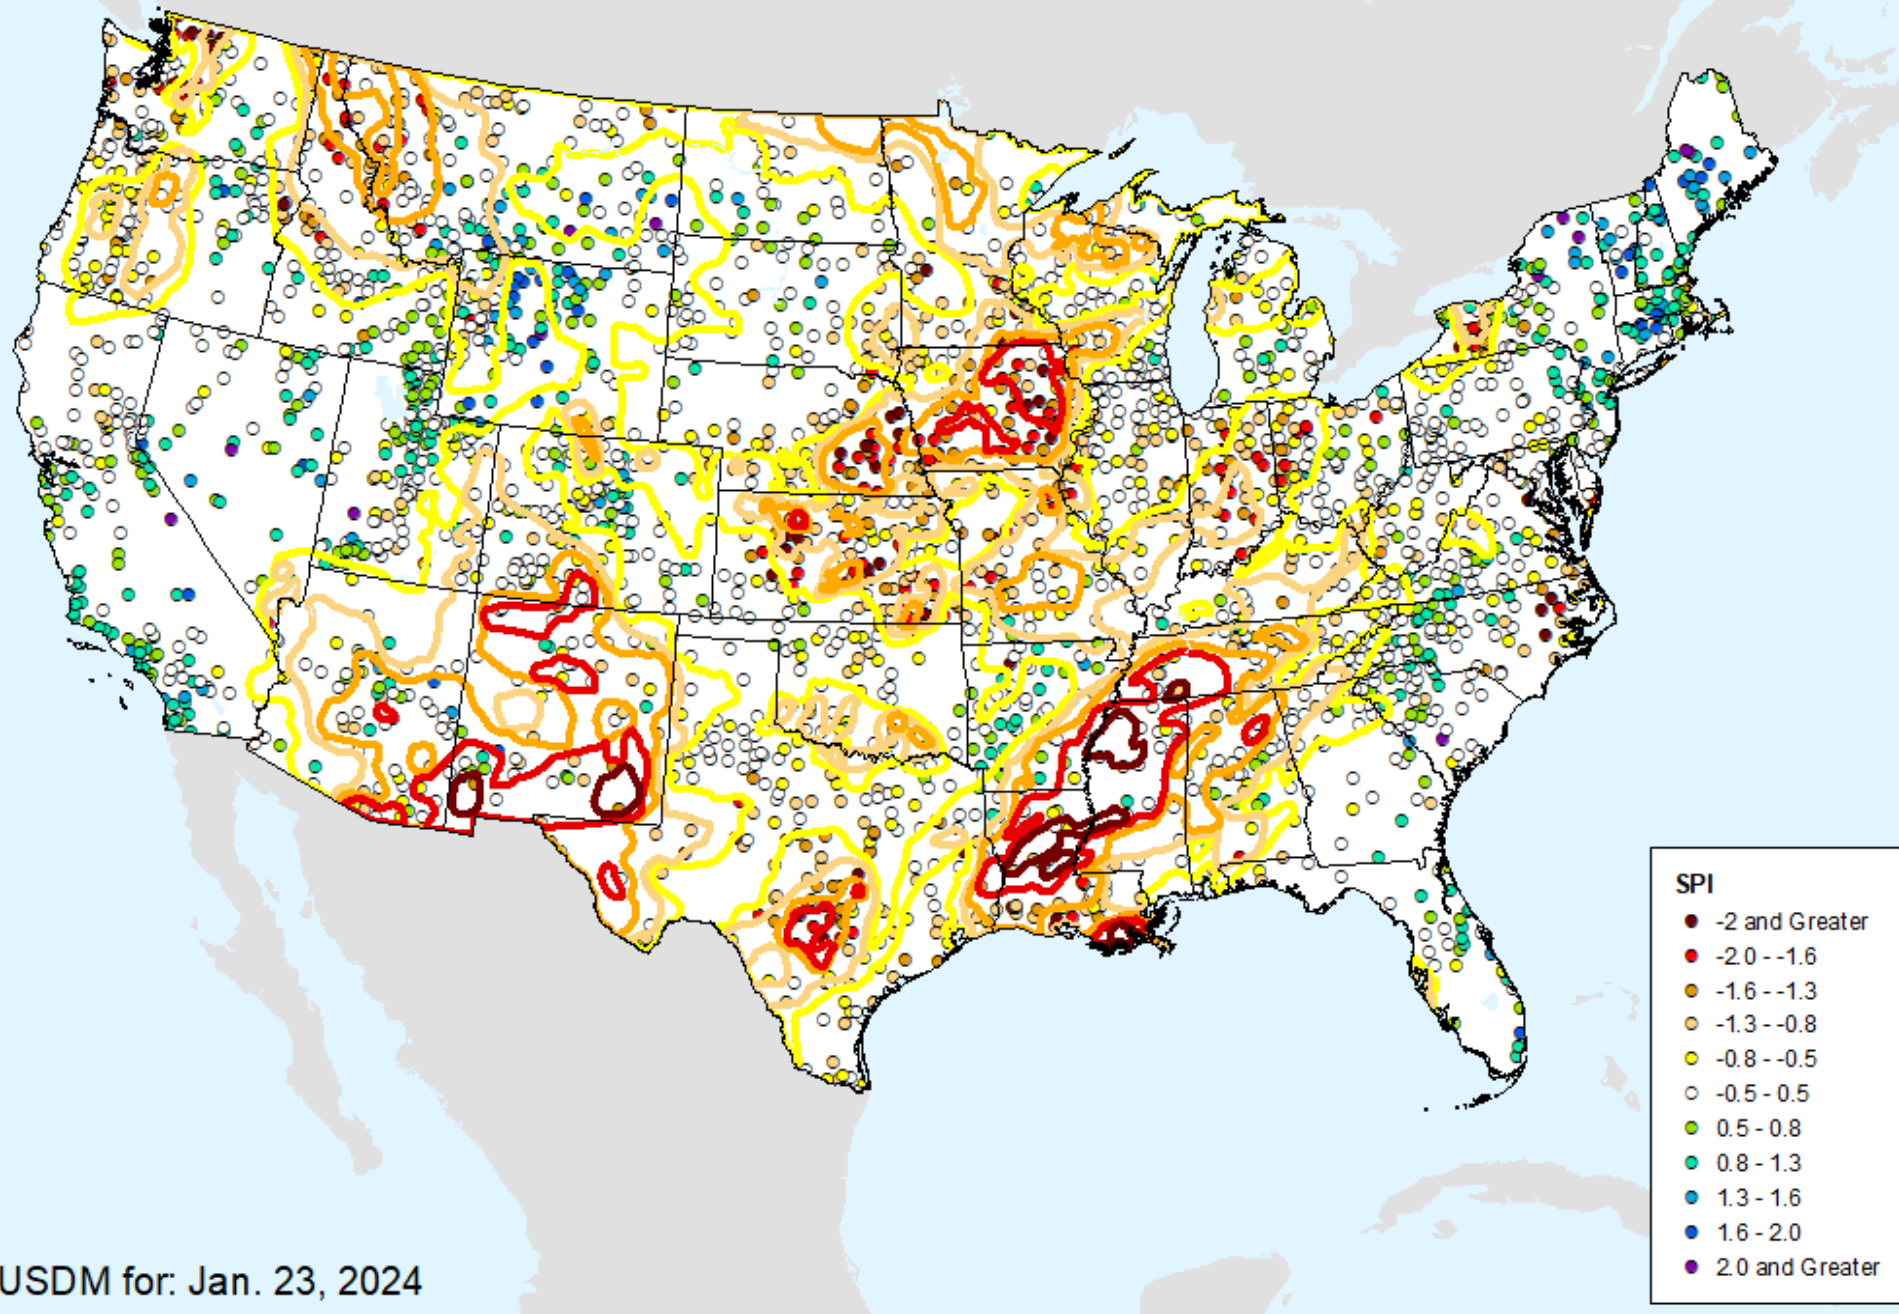 SPI
-2 and Greater
-2.0 - -1.6
-1.6 - -1.3
-1.3 - -0.8
-0.8 - -0.5
-0.5 - 0.5
0.5 - 0.8
0.8 - 1.3
1.3 - 1.6
1.6 - 2.0
2.0 and Greater
USDM for: Jan. 23, 2024